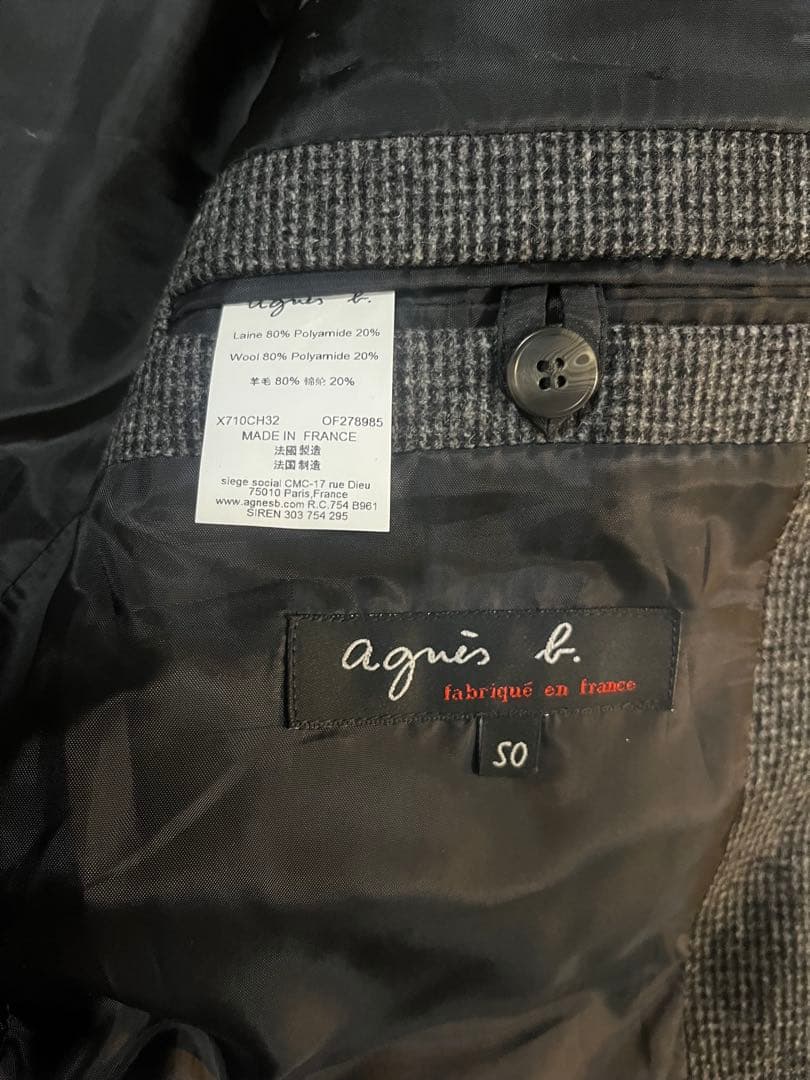 agnès b.
Laine 80% Polyamide 20%
Wool 80% Polyamide 20%
羊毛 80% 锦纶 20%
X710CH32 OF278985
MADE IN FRANCE
法國製造
法国制造
siege social CMC-17 rue Dieu
75010 Paris,France
www.agnesb.com R.C.754 B961
SIREN 303 754 295
agnès b.
fabriqué en france
50